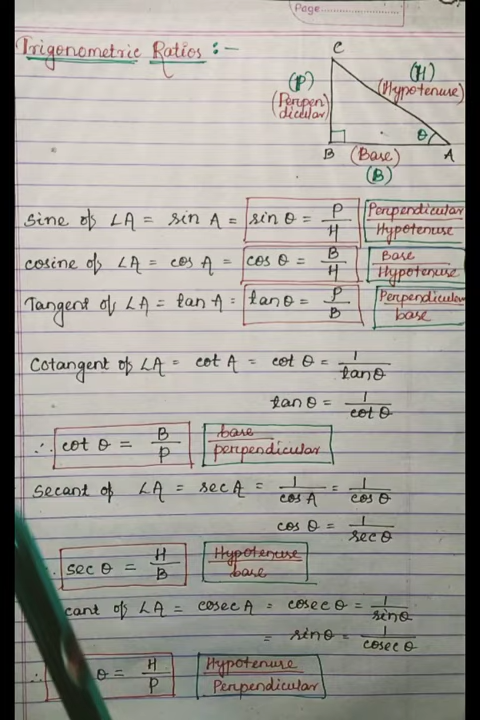 Page
Trigonometric Ratios :-
C
(P)
(Perpendicular)
(H)
(Hypotenuse)
θ
B
A
(Base)
(B)
Sine of ∠A = sin A = sin θ = P/H Perpendicular/Hypotenuse
cosine of ∠A = cos A = cos θ = B/H Base/Hypotenuse
Tangent of ∠A = tan A = tan θ = P/B Perpendicular/base
Cotangent of ∠A = cot A = cot θ = 1/tan θ
tan θ = 1/cot θ
∴ cot θ = B/P base/perpendicular
Secant of ∠A = sec A = 1/cos A = 1/cos θ
cos θ = 1/sec θ
sec θ = H/B Hypotenuse/base
cant of ∠A = cosec A = cosec θ = 1/sin θ
= sin θ = 1/cosec θ
∴ θ = H/P Hypotenuse/Perpendicular